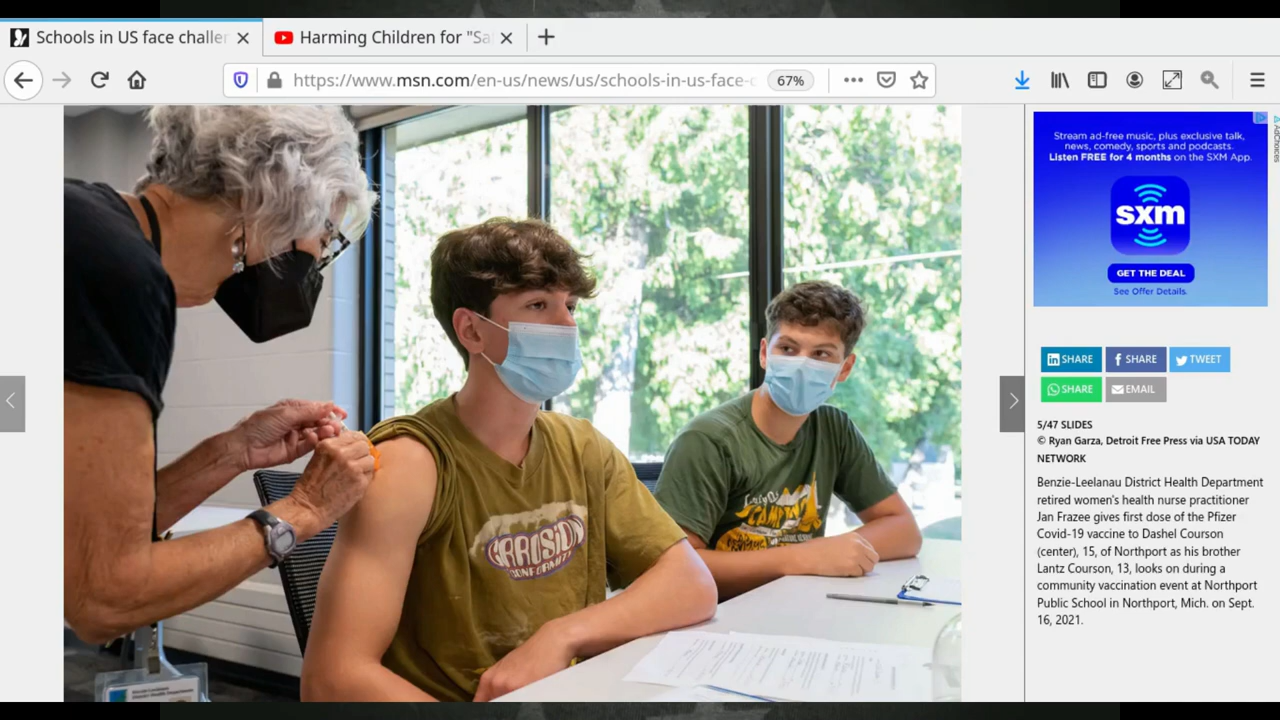 Schools in US face challer
Harming Children for "Sa
https://www.msn.com/en-us/news/us/schools-in-us-face-c
67%
Stream ad-free music, plus exclusive talk,
news, comedy, sports and podcasts.
Listen FREE for 4 months on the SXM App.
sxm
GET THE DEAL
See Offer Details.
AdChoices
in SHARE
f SHARE
TWEET
SHARE
EMAIL
5/47 SLIDES
© Ryan Garza, Detroit Free Press via USA TODAY
NETWORK
Benzie-Leelanau District Health Department
retired women's health nurse practitioner
Jan Frazee gives first dose of the Pfizer
Covid-19 vaccine to Dashel Courson
(center), 15, of Northport as his brother
Lantz Courson, 13, looks on during a
community vaccination event at Northport
Public School in Northport, Mich. on Sept.
16, 2021.
CONFORMITY